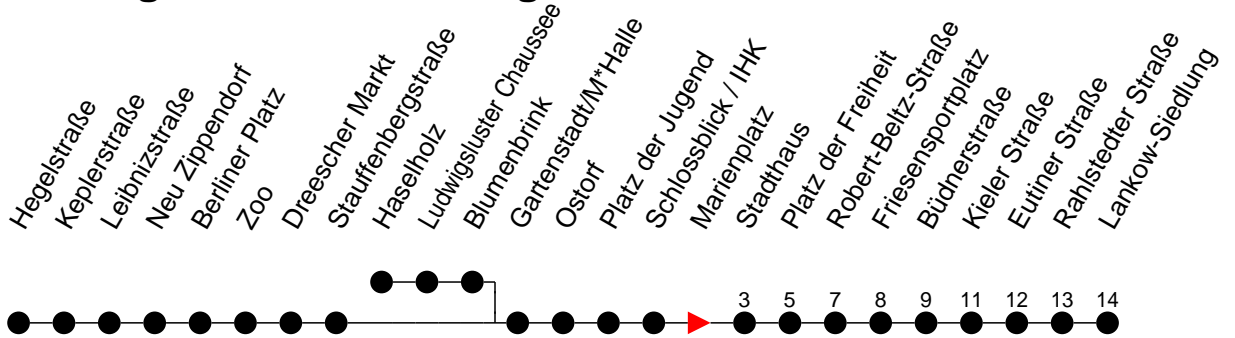 Hegelstraße
Keplerstraße
Leibnizstraße
Neu Zippendorf
Berliner Platz
Zoo
Dreescher Markt
Stauffenbergstraße
Haselholz
Ludwigsluster Chaussee
Blumenbrink
Gartenstadt/M*Halle
Ostorf
Platz der Jugend
Schlossblick / IHK
Marienplatz
Stadthaus
Platz der Freiheit
Robert-Beltz-Straße
Friesensportplatz
Büdnerstraße
Kieler Straße
Eutiner Straße
Rahlstedter Straße
Lankow-Siedlung
3 5 7 8 9 11 12 13 14